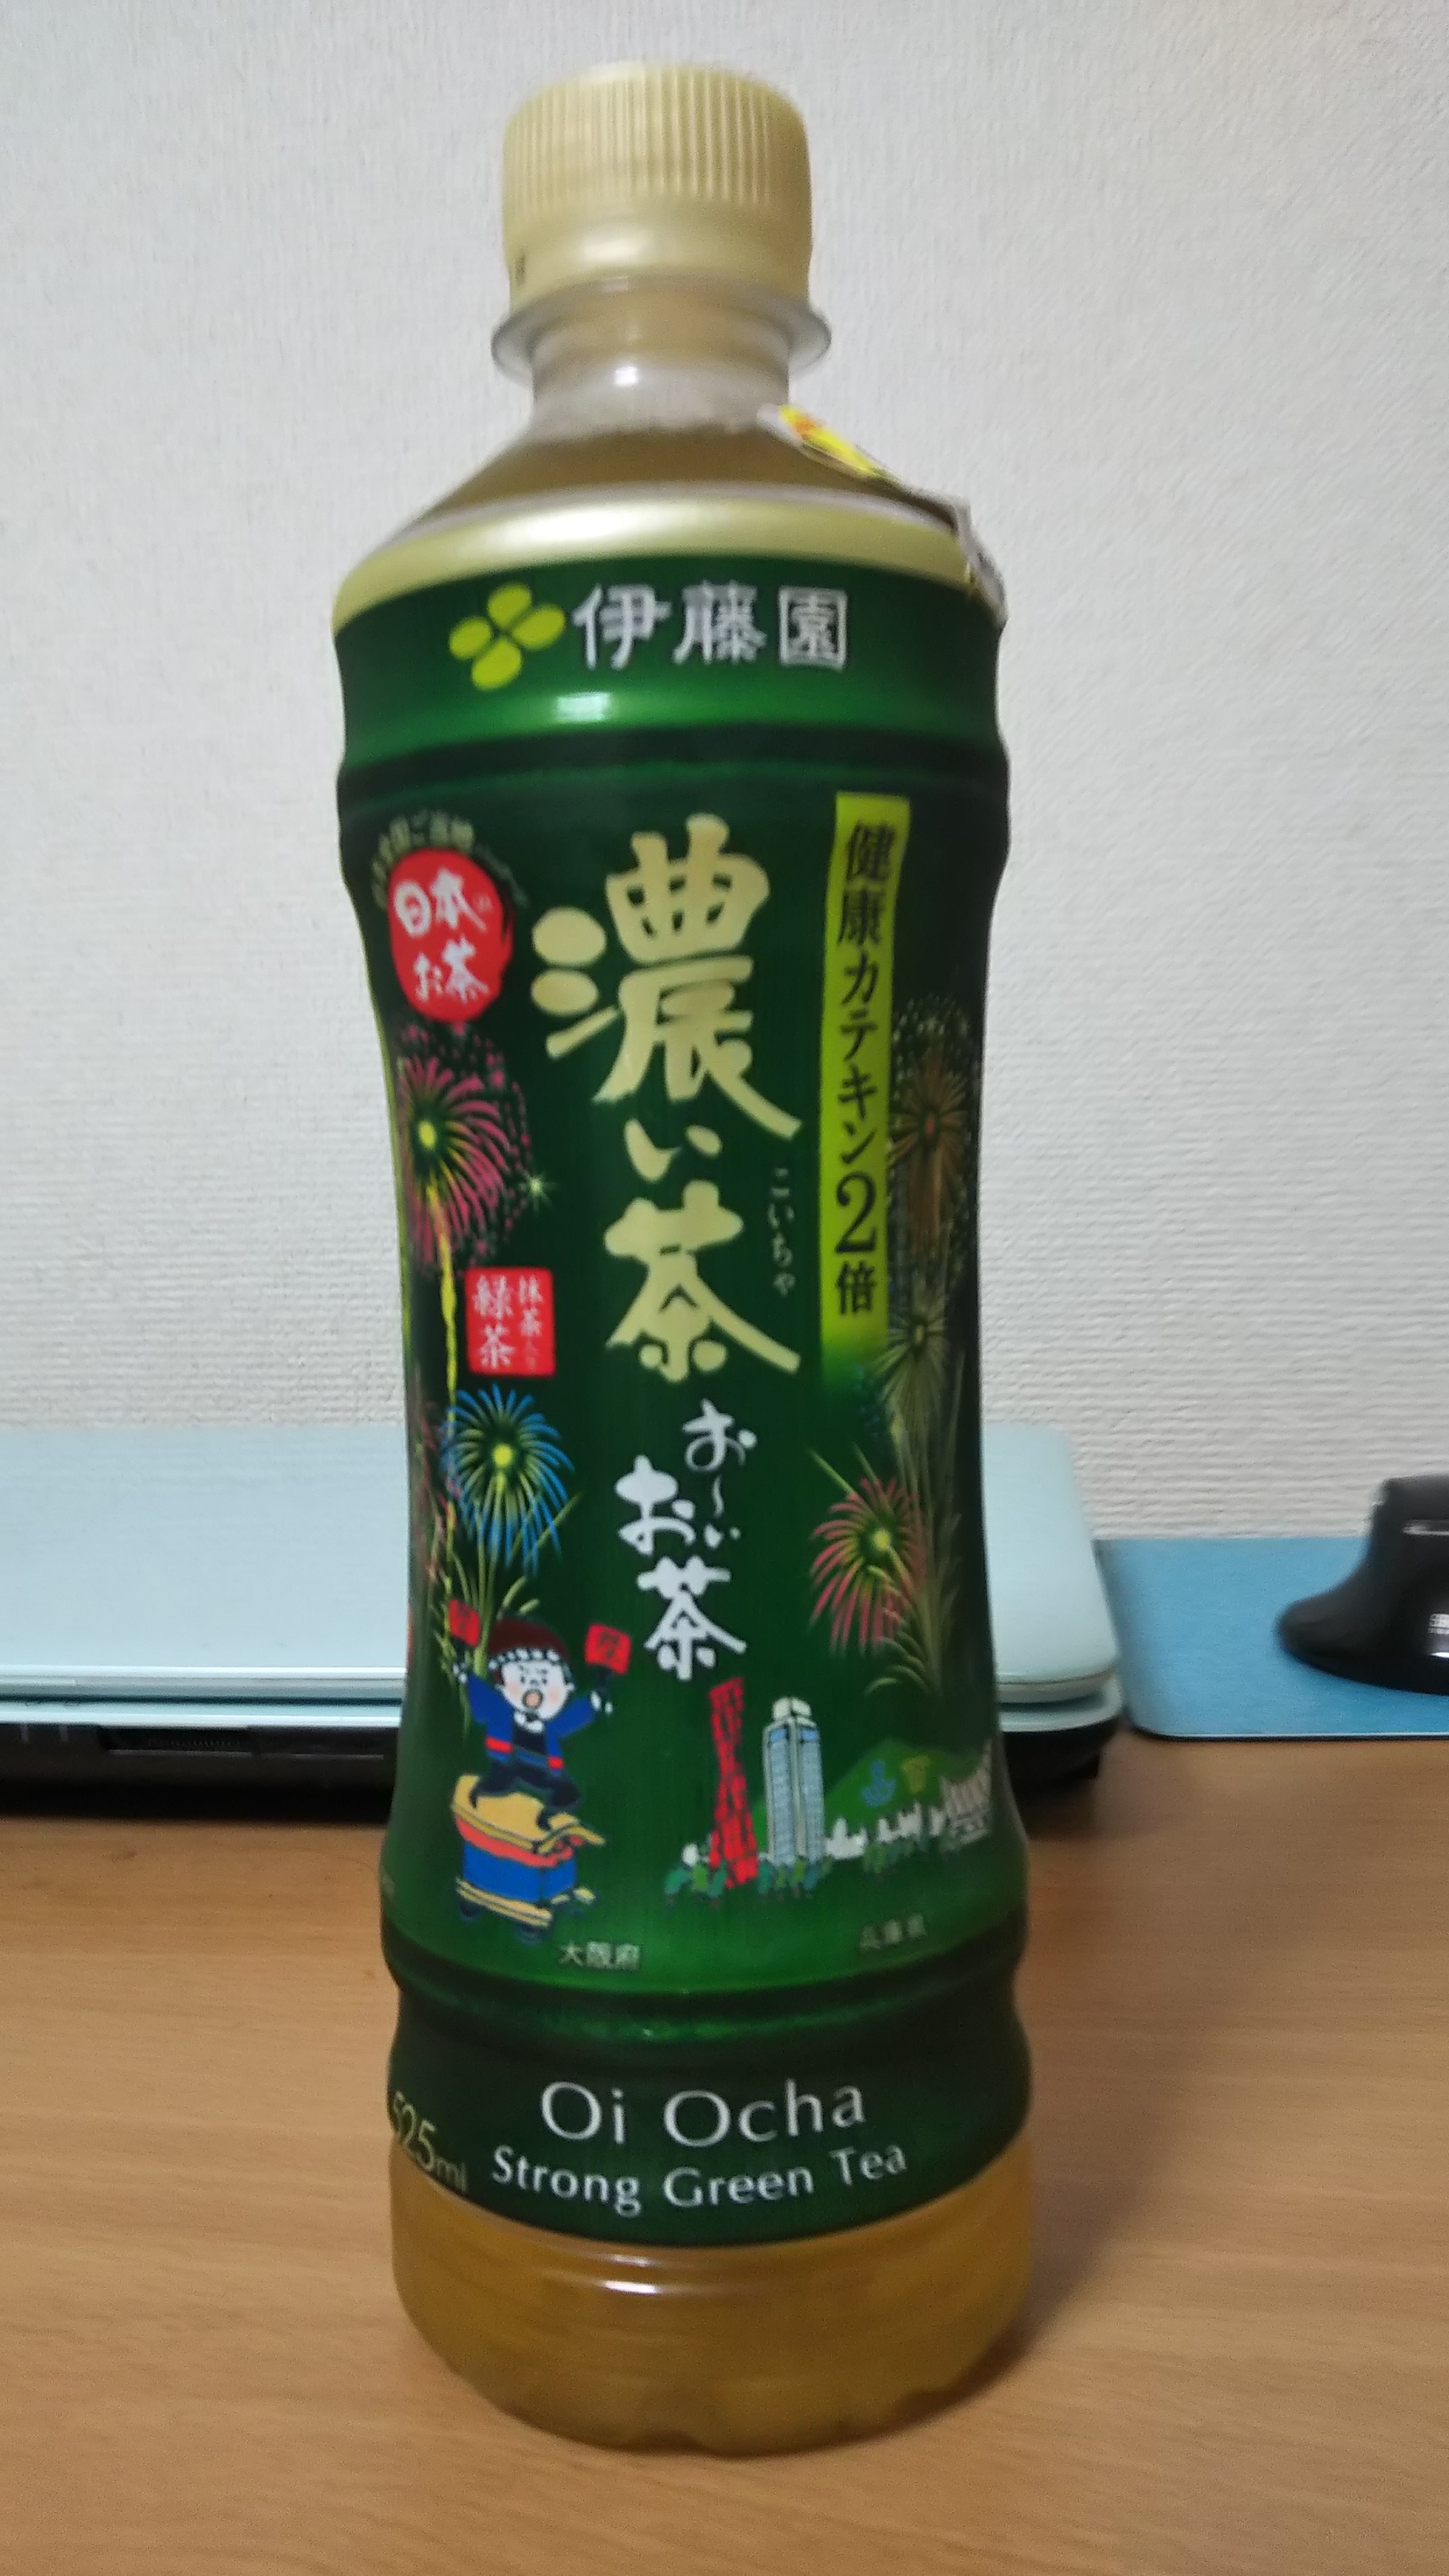 伊藤園
日本の
お茶
健康カテキン2倍
濃い茶
こいちゃ
抹茶入り
緑茶
お～い
お茶
大阪府
兵庫県
Oi Ocha
525ml
Strong Green Tea